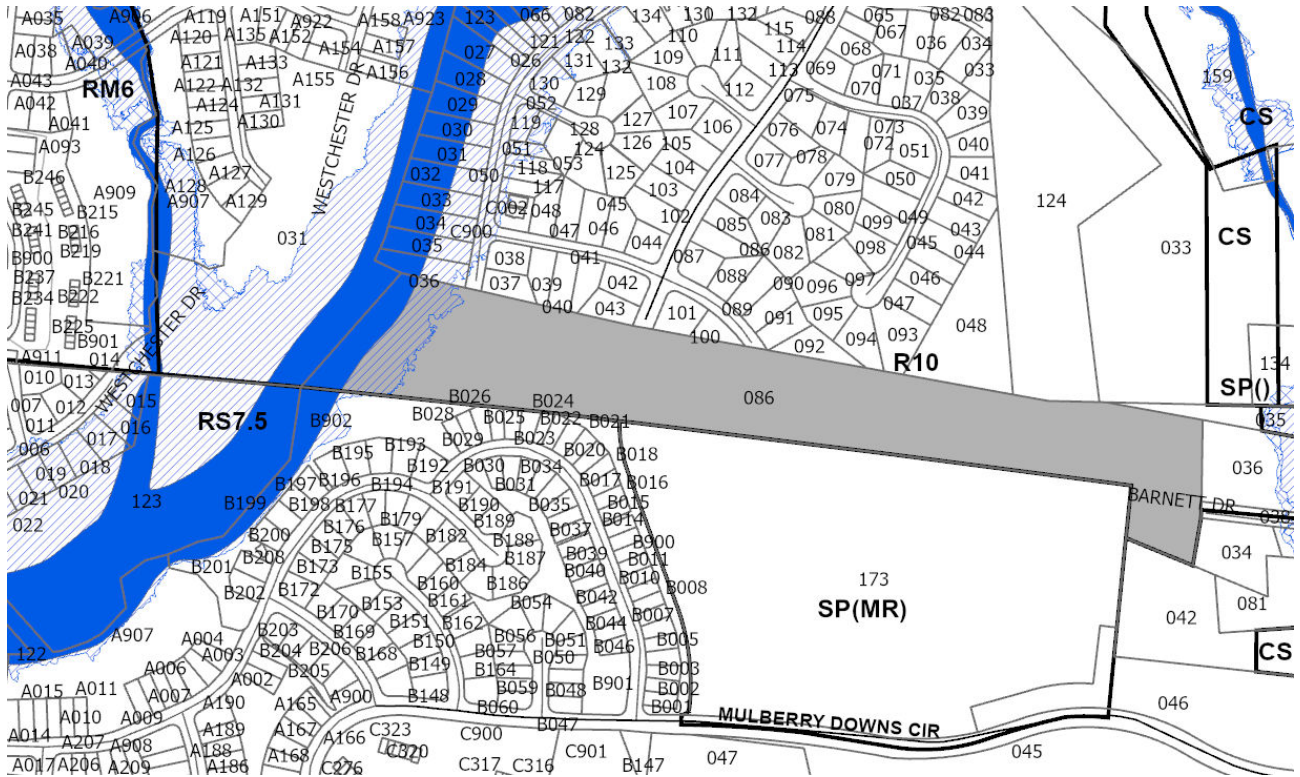 A035
A906
A119
A151
A922
A158
A923
123
066
082
134
130
132
088
065
082
083
A038
A039
A120
A135
A152
A154
A157
027
121
122
133
110
111
115
114
068
067
036
034
A040
A043
RM6
A121
A133
A155
A156
026
131
132
109
113
069
071
035
033
159
A042
A122
A132
028
130
129
108
112
075
070
037
038
A041
A124
A131
029
052
127
107
106
039
CS
A093
A125
A130
030
119
128
126
105
076
074
073
072
051
040
A126
WESTCHESTER DR
031
051
124
053
125
104
077
078
050
041
B246
A909
A128
A127
032
050
118
117
103
079
042
A907
A129
033
C002
048
045
102
084
080
049
124
B245
B215
034
C900
047
046
044
085
083
081
099
043
B241
B216
031
035
086
082
098
045
044
033
CS
B900
B219
038
041
087
B237
B221
036
037
039
042
088
090
096
097
046
B234
B222
040
043
101
089
091
095
047
B225
WESTCHESTER DR
100
092
094
093
048
A911
B901
014
R10
134
010
013
015
086
SP()
007
012
016
RS7.5
B902
B026
B024
035
011
006
017
B028
B025
B022
B021
019
018
B195
B193
B029
B023
B020
B018
036
021
020
123
B197
B196
B192
B030
B034
B017
B016
022
B199
B198
B177
B194
B191
B031
B035
B015
BARNETT DR
038
B200
B176
B179
B190
B189
B037
B014
B208
B175
B157
B182
B188
B187
B039
B900
034
B201
B173
B155
B184
B040
B011
B202
B172
B160
B186
B010
B008
173
B170
B153
B161
B054
B042
B007
SP(MR)
081
042
A907
A004
B203
B169
B151
B162
B056
B051
B044
B005
122
A003
B204
B206
B168
B150
B057
B050
B046
CS
A006
A002
B205
B149
B164
B003
A015
A011
A007
A190
A165
A900
B148
B059
B048
B901
B002
A010
A009
B060
B047
B001
MULBERRY DOWNS CIR
046
A014
A207
A908
A189
A167
A166
C323
C900
A017
A206
A209
A188
A186
A168
C276
C320
C317
C316
C901
B147
047
045